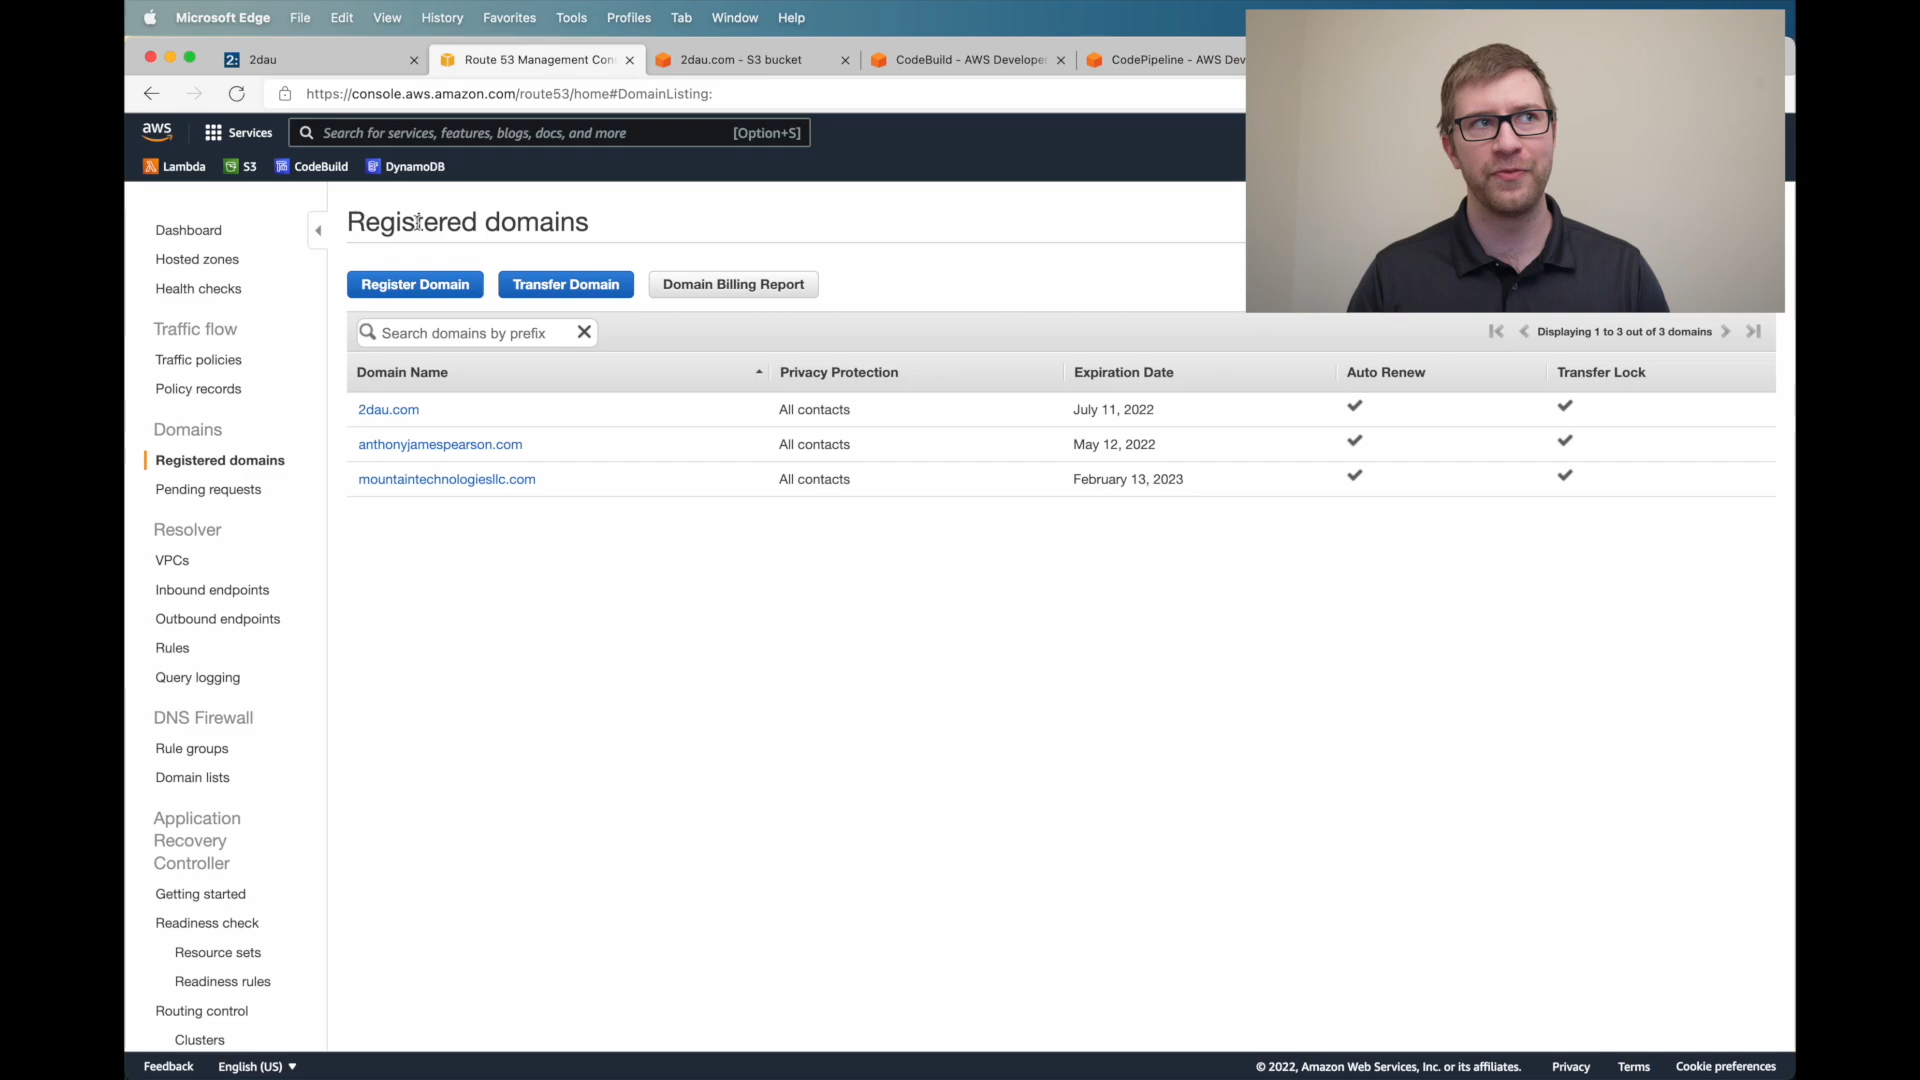 Microsoft Edge File Edit View History Favorites Tools Profiles Tab Window Help
2: 2dau
Route 53 Management Con
2dau.com - S3 bucket
CodeBuild - AWS Developer
CodePipeline - AWS Dev
https://console.aws.amazon.com/route53/home#DomainListing:
aws Services Search for services, features, blogs, docs, and more [Option+S]
Lambda S3 CodeBuild DynamoDB
Dashboard
Hosted zones
Health checks
Traffic flow
Traffic policies
Policy records
Domains
Registered domains
Pending requests
Resolver
VPCs
Inbound endpoints
Outbound endpoints
Rules
Query logging
DNS Firewall
Rule groups
Domain lists
Application
Recovery
Controller
Getting started
Readiness check
Resource sets
Readiness rules
Routing control
Clusters
Registered domains
Register Domain Transfer Domain Domain Billing Report
Search domains by prefix
Displaying 1 to 3 out of 3 domains
Domain Name Privacy Protection Expiration Date Auto Renew Transfer Lock
2dau.com All contacts July 11, 2022
anthonyjamespearson.com All contacts May 12, 2022
mountaintechnologiesllc.com All contacts February 13, 2023
Feedback English (US)
© 2022, Amazon Web Services, Inc. or its affiliates. Privacy Terms Cookie preferences